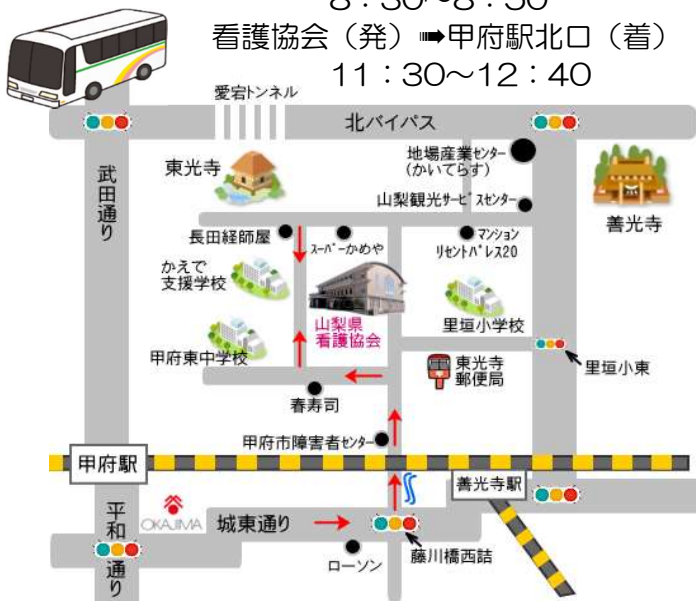 8：30～8：50
看護協会（発）➠甲府駅北口（着）
11：30～12：40
愛宕トンネル
北バイパス
武田通り
東光寺
地場産業センター
(かいてらす)
山梨観光サービスセンター
善光寺
長田経師屋
スーパーかめや
マンション
リセントパレス20
かえで
支援学校
山梨県
看護協会
里垣小学校
甲府東中学校
東光寺
郵便局
里垣小東
春寿司
甲府市障害者センター
甲府駅
善光寺駅
OKAJIMA
城東通り
平和通り
ローソン
藤川橋西詰